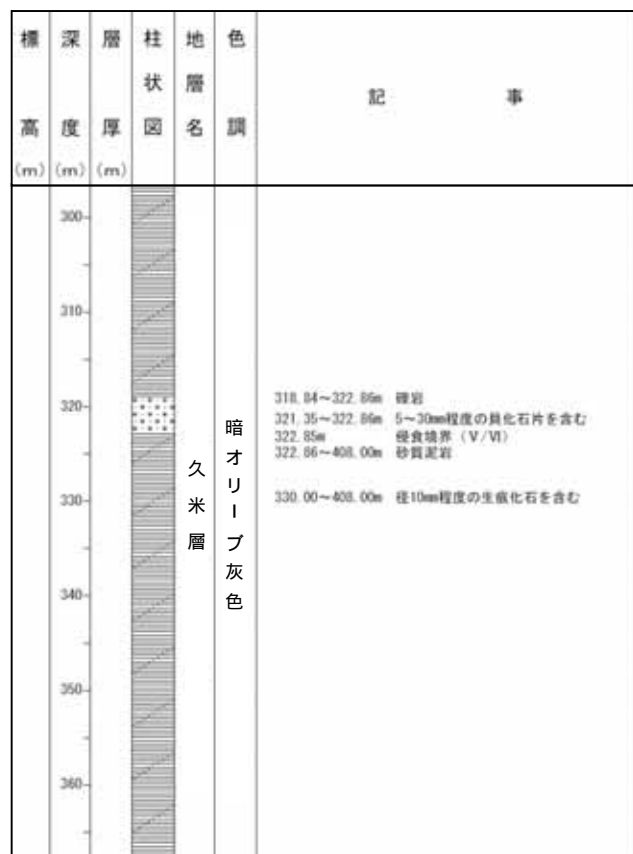 標高(m)
深度(m)
層厚(m)
柱状図
地層名
色調
記事
300
310
320
330
340
350
360
久米層
暗オリーブ灰色
318.84～322.86m 礫岩
321.35～322.86m 5～30mm程度の貝化石片を含む
322.85m 侵食境界（Ⅴ/Ⅵ）
322.86～408.00m 砂質泥岩
330.00～408.00m 径10mm程度の生痕化石を含む